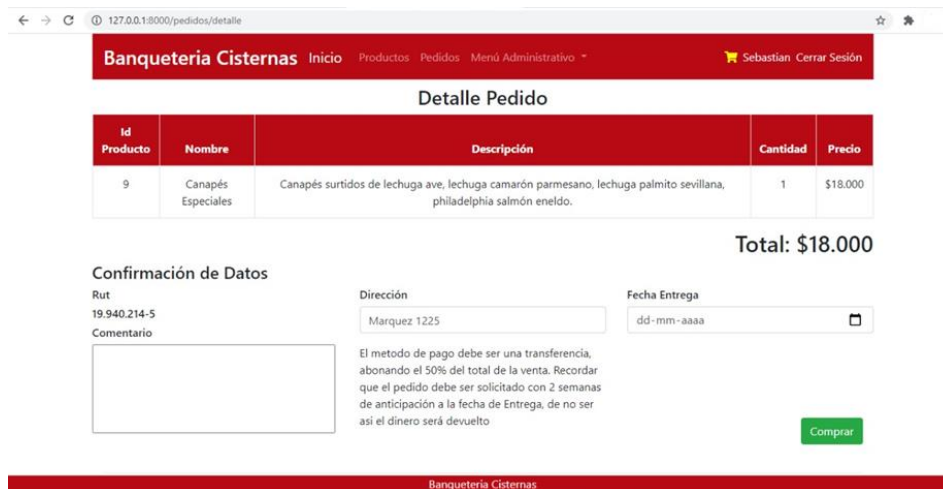 127.0.0.1:8000/pedidos/detalle
Banqueteria Cisternas Inicio Productos Pedidos Menú Administrativo Sebastian Cerrar Sesión
Detalle Pedido
Id Producto Nombre Descripción Cantidad Precio
9 Canapés Especiales Canapés surtidos de lechuga ave, lechuga camarón parmesano, lechuga palmito sevillana, 1 $18.000
philadelphia salmón eneldo.
Total: $18.000
Confirmación de Datos
Rut Dirección Fecha Entrega
19.940.214-5 Marquez 1225 dd-mm-aaaa
Comentario
El metodo de pago debe ser una transferencia,
abonando el 50% del total de la venta. Recordar
que el pedido debe ser solicitado con 2 semanas
de anticipación a la fecha de Entrega, de no ser
asi el dinero será devuelto
Comprar
Banqueteria Cisternas